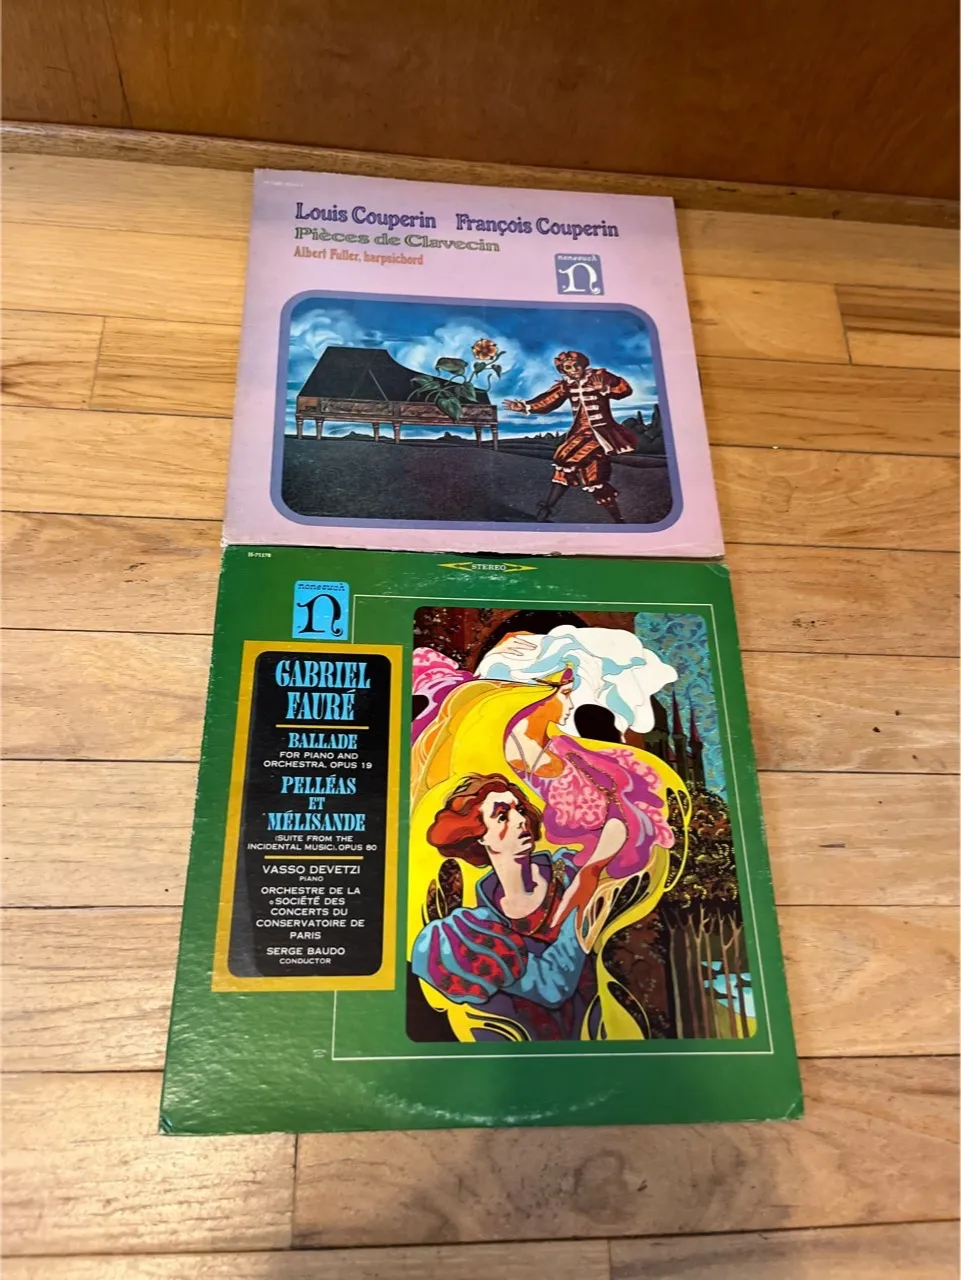 Louis Couperin François Couperin
Pièces de Clavecin
Albert Fuller, harpsichord
nonesuch
n
H-71178
STEREO
nonesuch
n
GABRIEL
FAURÉ
BALLADE
FOR PIANO AND
ORCHESTRA, OPUS 19
PELLÉAS
ET
MÉLISANDE
(SUITE FROM THE
INCIDENTAL MUSIC), OPUS 80
VASSO DEVETZI
PIANO
ORCHESTRE DE LA
SOCIÉTÉ DES
CONCERTS DU
CONSERVATOIRE DE
PARIS
SERGE BAUDO
CONDUCTOR